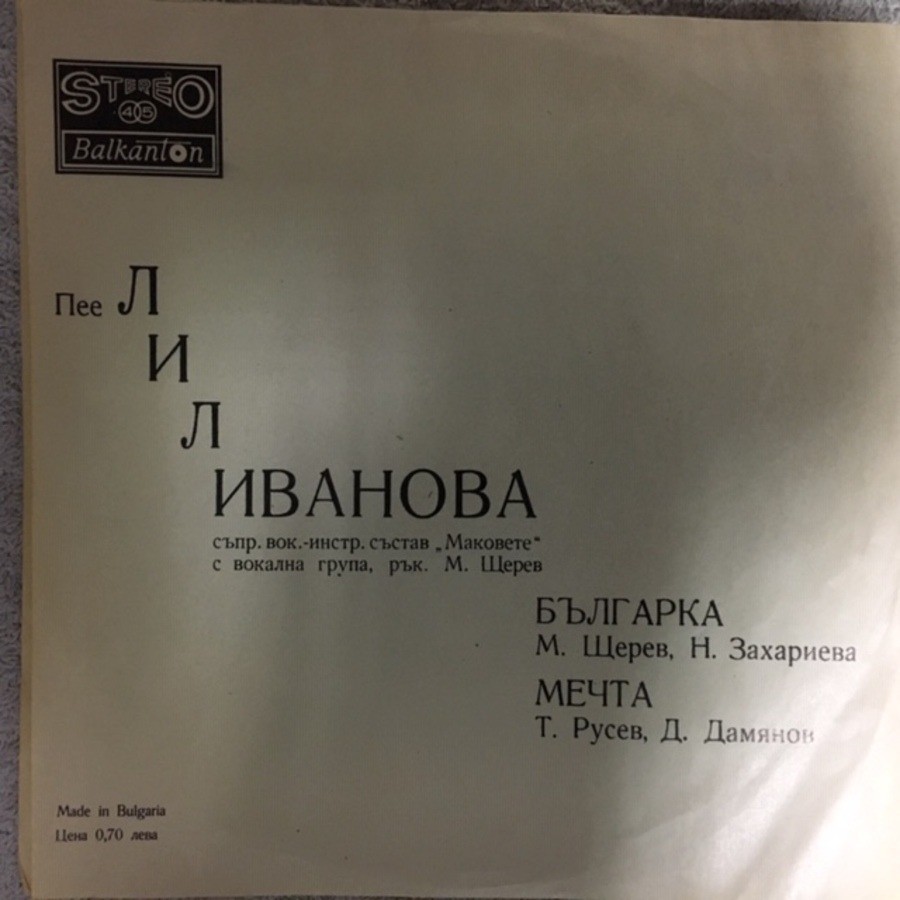 STEREO
45
Balkanton
Пее ЛИЛИ
ИВАНОВА
съпр. вок.-инстр. състав „Маковете“
с вокална група, рък. М. Щерев
БЪЛГАРКА
М. Щерев, Н. Захариева
МЕЧТА
Т. Русев, Д. Дамянов
Made in Bulgaria
Цена 0,70 лева